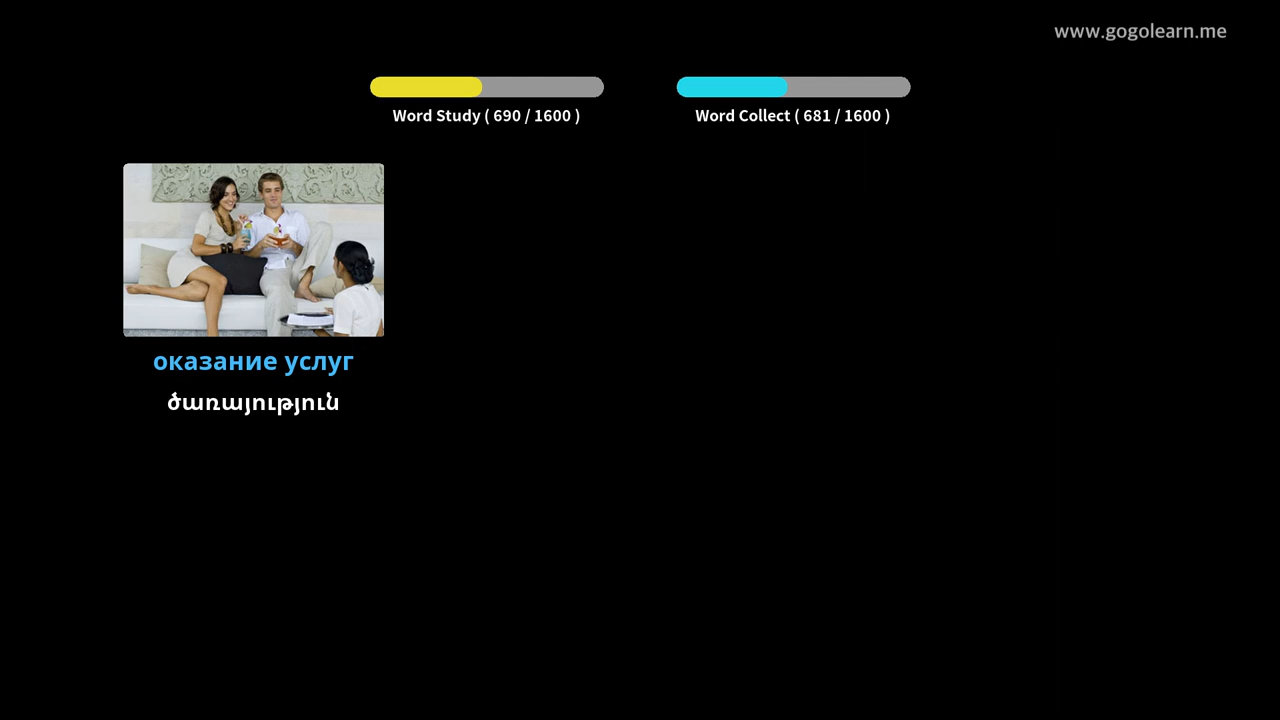 www.gogolearn.me
Word Study ( 690 / 1600 )
Word Collect ( 681 / 1600 )
оказание услуг
ծառայություն